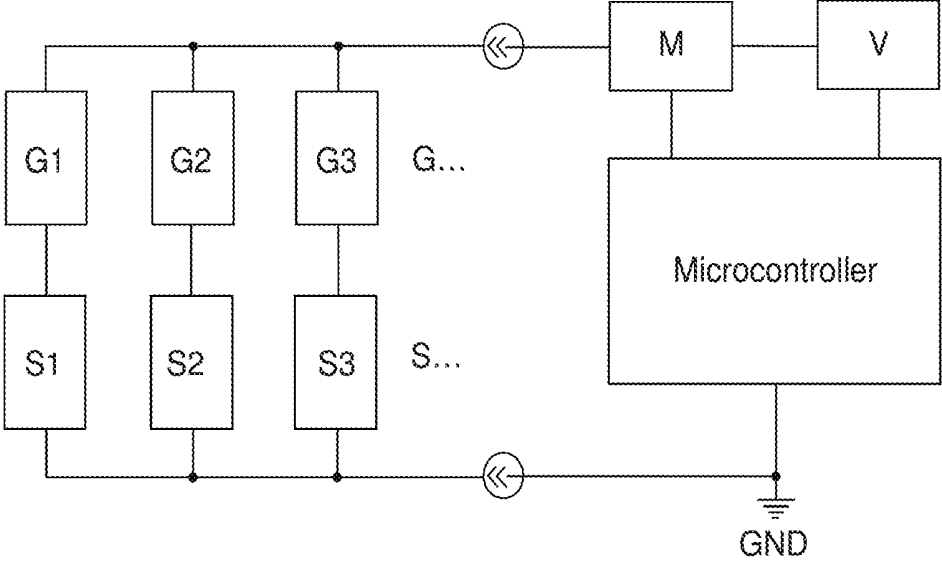 M V
G1 G2 G3 G...
Microcontroller
S1 S2 S3 S...
GND